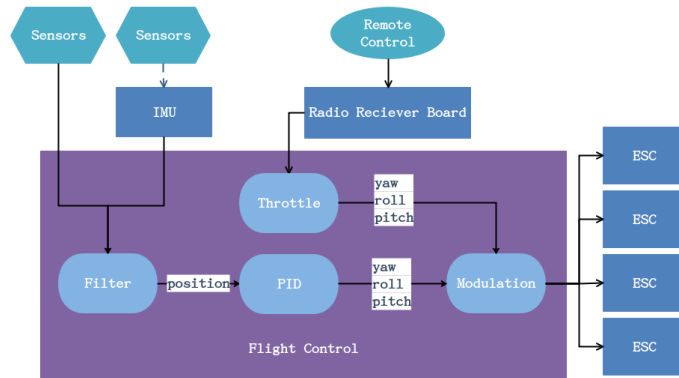 Sensors
Sensors
Remote
Control
IMU
Radio Reciever Board
ESC
Throttle
yaw
roll
pitch
ESC
Filter
position
PID
yaw
roll
pitch
Modulation
ESC
Flight Control
ESC